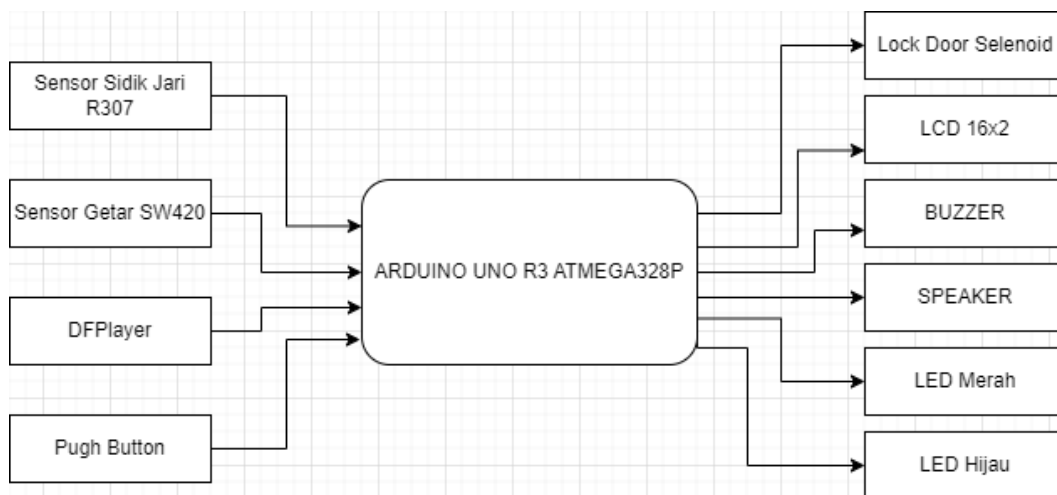 Sensor Sidik Jari
R307
Sensor Getar SW420
DFPlayer
Pugh Button
ARDUINO UNO R3 ATMEGA328P
Lock Door Selenoid
LCD 16x2
BUZZER
SPEAKER
LED Merah
LED Hijau